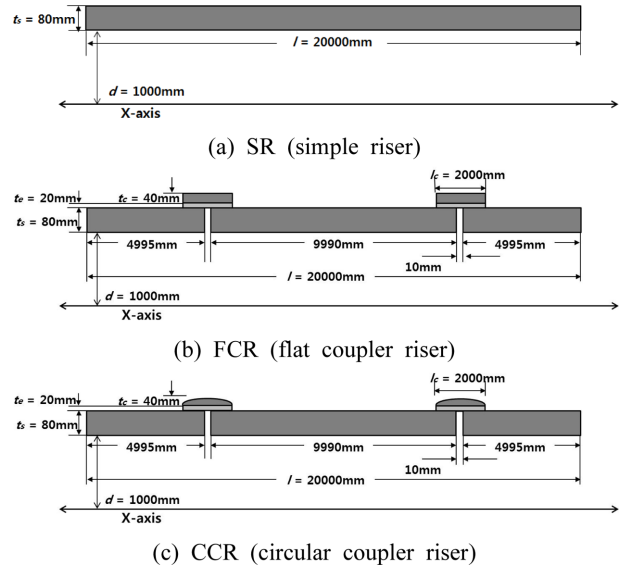 ts = 80mm
l = 20000mm
d = 1000mm
X-axis
(a) SR (simple riser)
lc = 2000mm
te = 20mm tc = 40mm
ts = 80mm
4995mm 9990mm 4995mm
10mm
l = 20000mm
d = 1000mm
X-axis
(b) FCR (flat coupler riser)
lc = 2000mm
te = 20mm tc = 40mm
ts = 80mm
4995mm 9990mm 4995mm
10mm
l = 20000mm
d = 1000mm
X-axis
(c) CCR (circular coupler riser)